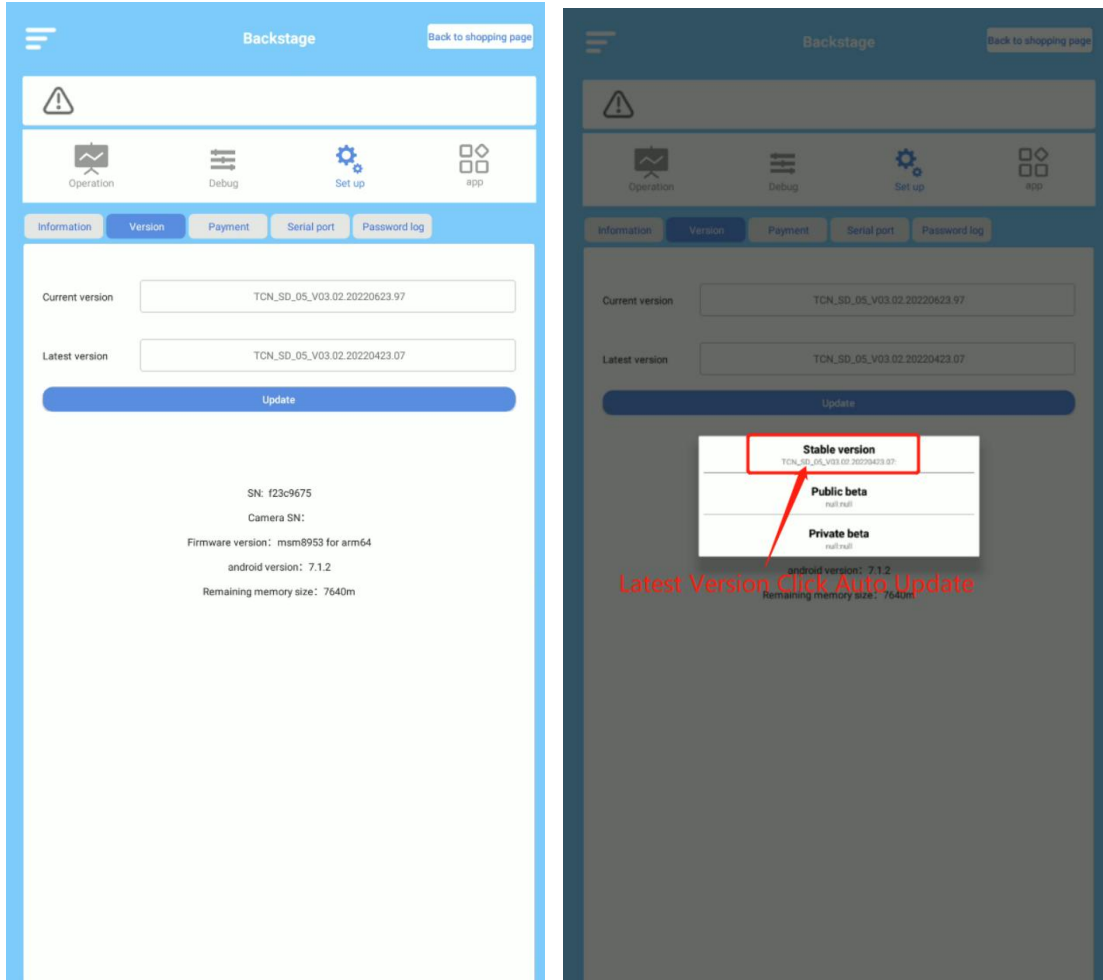 Backstage
Back to shopping page
Operation
Debug
Set up
app
Information
Version
Payment
Serial port
Password log
Current version
TCN_SD_05_V03.02.20220623.97
Latest version
TCN_SD_05_V03.02.20220423.07
Update
SN: f23c9675
Camera SN:
Firmware version: msm8953 for arm64
android version: 7.1.2
Remaining memory size: 7640m
Backstage
Back to shopping page
Operation
Debug
Set up
app
Information
Version
Payment
Serial port
Password log
Current version
TCN_SD_05_V03.02.20220623.97
Latest version
TCN_SD_05_V03.02.20220423.07
Update
Stable version
TCN_SD_05_V03.02.20220423.07:
Public beta
null:null
Private beta
null:null
android version: 7.1.2
Latest Version Click Auto Update
Remaining memory size: 7640m